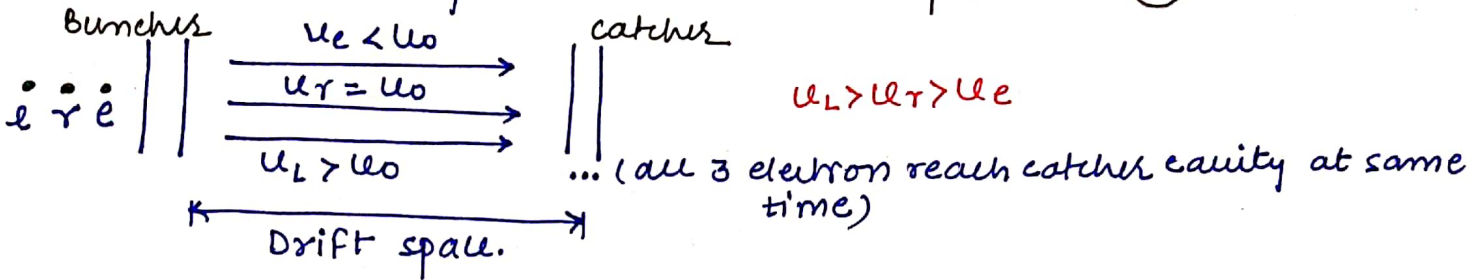 Buncher
catcher
ue < uo
ur = uo
uL > uo
l r e
uL > ur > ue
... (all 3 electron reach catcher cavity at same
time)
Drift space.